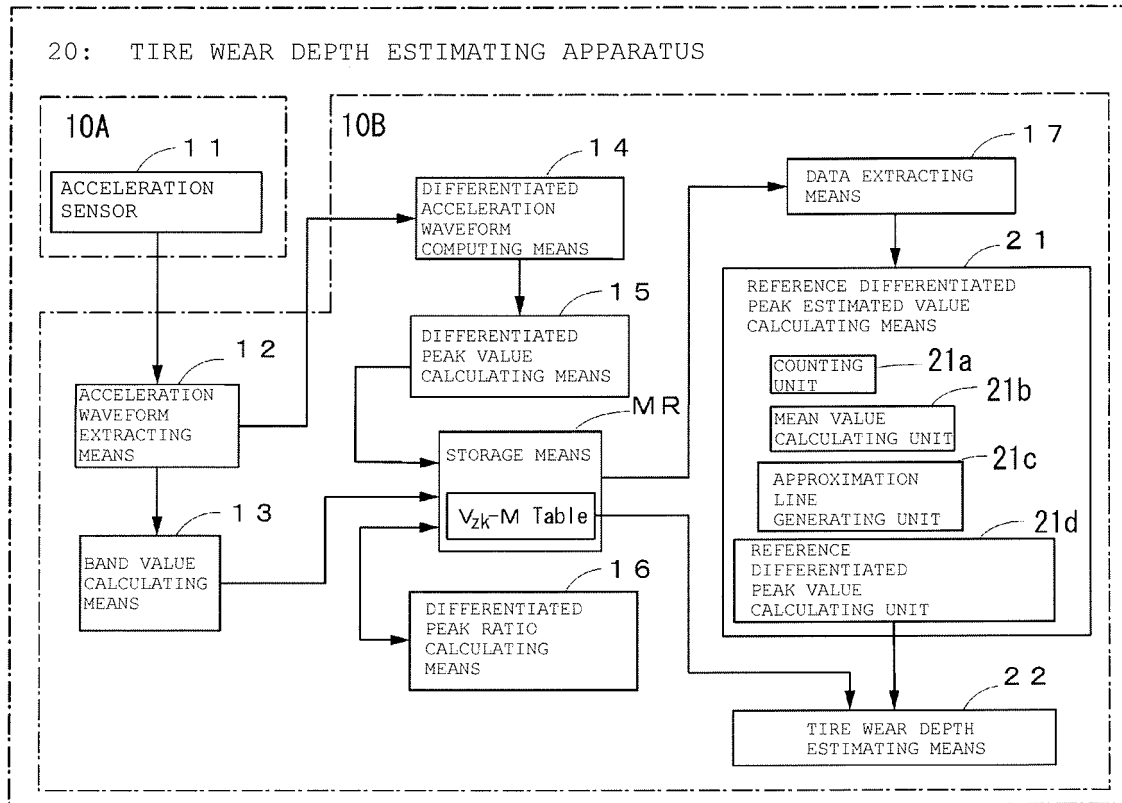 20: TIRE WEAR DEPTH ESTIMATING APPARATUS
10A
11
ACCELERATION
SENSOR
10B
14
DIFFERENTIATED
ACCELERATION
WAVEFORM
COMPUTING MEANS
17
DATA EXTRACTING
MEANS
15
DIFFERENTIATED
PEAK VALUE
CALCULATING MEANS
12
ACCELERATION
WAVEFORM
EXTRACTING
MEANS
MR
STORAGE MEANS
Vzk-M Table
13
BAND VALUE
CALCULATING
MEANS
16
DIFFERENTIATED
PEAK RATIO
CALCULATING
MEANS
21
REFERENCE DIFFERENTIATED
PEAK ESTIMATED VALUE
CALCULATING MEANS
21a
COUNTING
UNIT
21b
MEAN VALUE
CALCULATING UNIT
21c
APPROXIMATION
LINE
GENERATING UNIT
21d
REFERENCE
DIFFERENTIATED
PEAK VALUE
CALCULATING UNIT
22
TIRE WEAR DEPTH
ESTIMATING MEANS